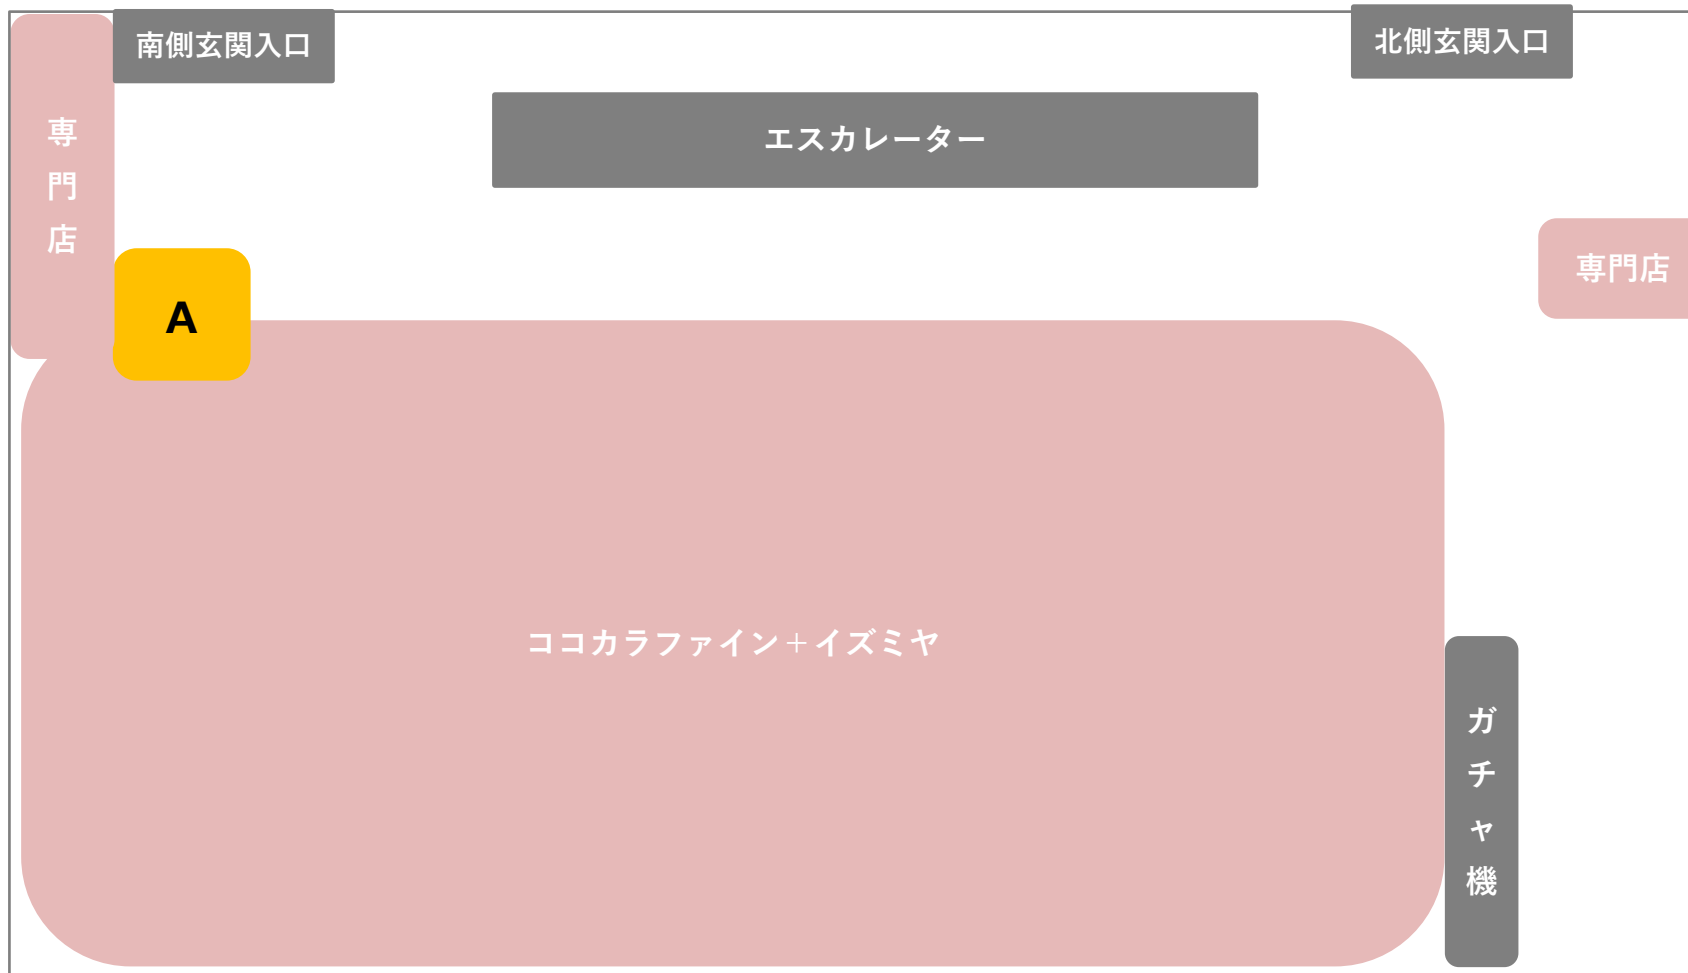 南側玄関入口
北側玄関入口
エスカレーター
専門店
専門店
A
ココカラファイン＋イズミヤ
ガチャ機